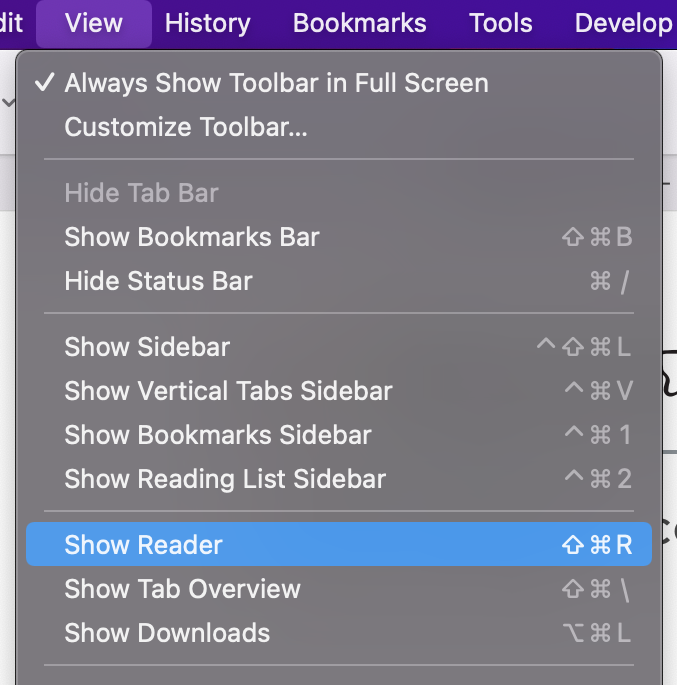 dit View History Bookmarks Tools Develop
✓ Always Show Toolbar in Full Screen
Customize Toolbar...
Hide Tab Bar
Show Bookmarks Bar ⇧⌘B
Hide Status Bar ⌘/
Show Sidebar ^⇧⌘L
Show Vertical Tabs Sidebar ^⌘V
Show Bookmarks Sidebar ^⌘1
Show Reading List Sidebar ^⌘2
Show Reader ⇧⌘R
Show Tab Overview ⇧⌘\
Show Downloads ⌥⌘L